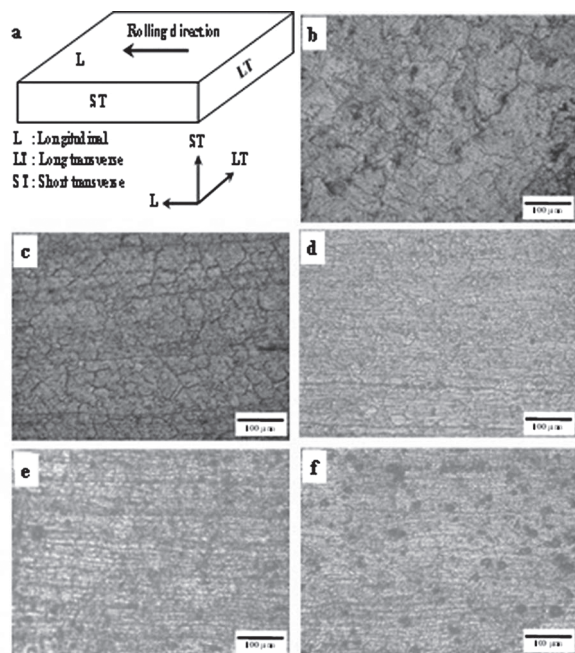 a
Rolling direction
L
LT
ST
L : Longitudinal
LT : Long transverse
ST : Short transverse
ST
LT
L
b
100 µm
c
100 µm
d
100 µm
e
100 µm
f
100 µm